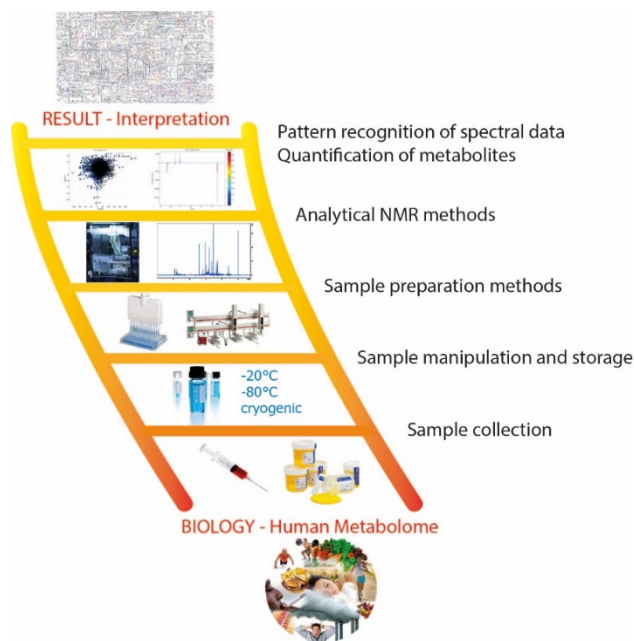 RESULT - Interpretation
Pattern recognition of spectral data
Quantification of metabolites
Analytical NMR methods
Sample preparation methods
Sample manipulation and storage
-20°C
-80°C
cryogenic
Sample collection
BIOLOGY - Human Metabolome